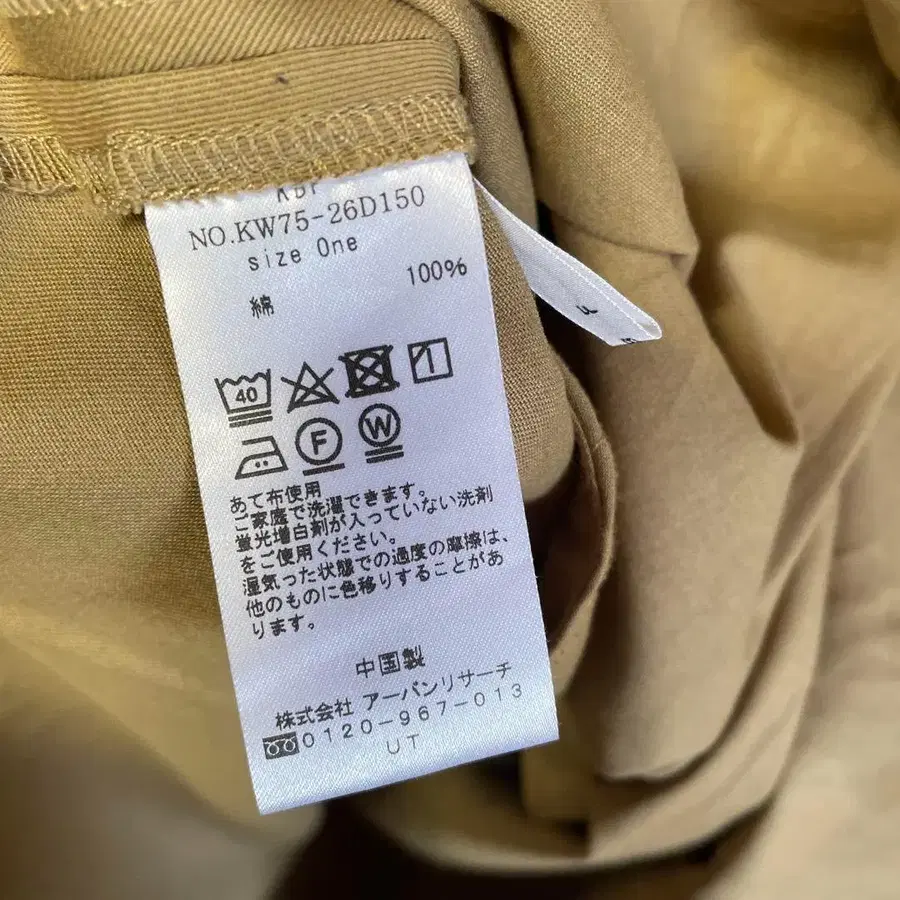 KBF
NO.KW75-26D150
size One
綿 100%
40
F W
あて布使用
ご家庭で洗濯できます。
蛍光増白剤が入っていない洗剤
をご使用ください。
湿気った状態での過度の摩擦は、
他のものに色移りすることがあ
ります。
中国製
株式会社 アーバンリサーチ
0120-967-013
UT